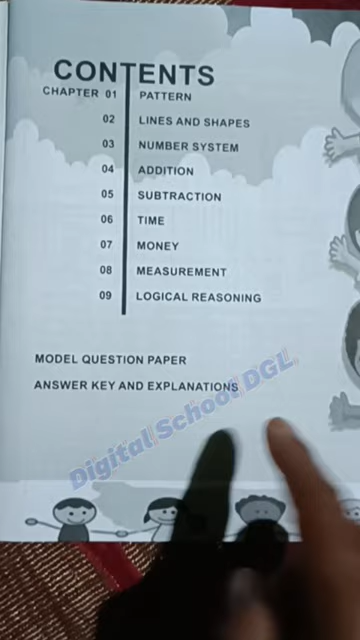 CONTENTS
CHAPTER 01 PATTERN
02 LINES AND SHAPES
03 NUMBER SYSTEM
04 ADDITION
05 SUBTRACTION
06 TIME
07 MONEY
08 MEASUREMENT
09 LOGICAL REASONING
MODEL QUESTION PAPER
ANSWER KEY AND EXPLANATIONS
Digital School DGL